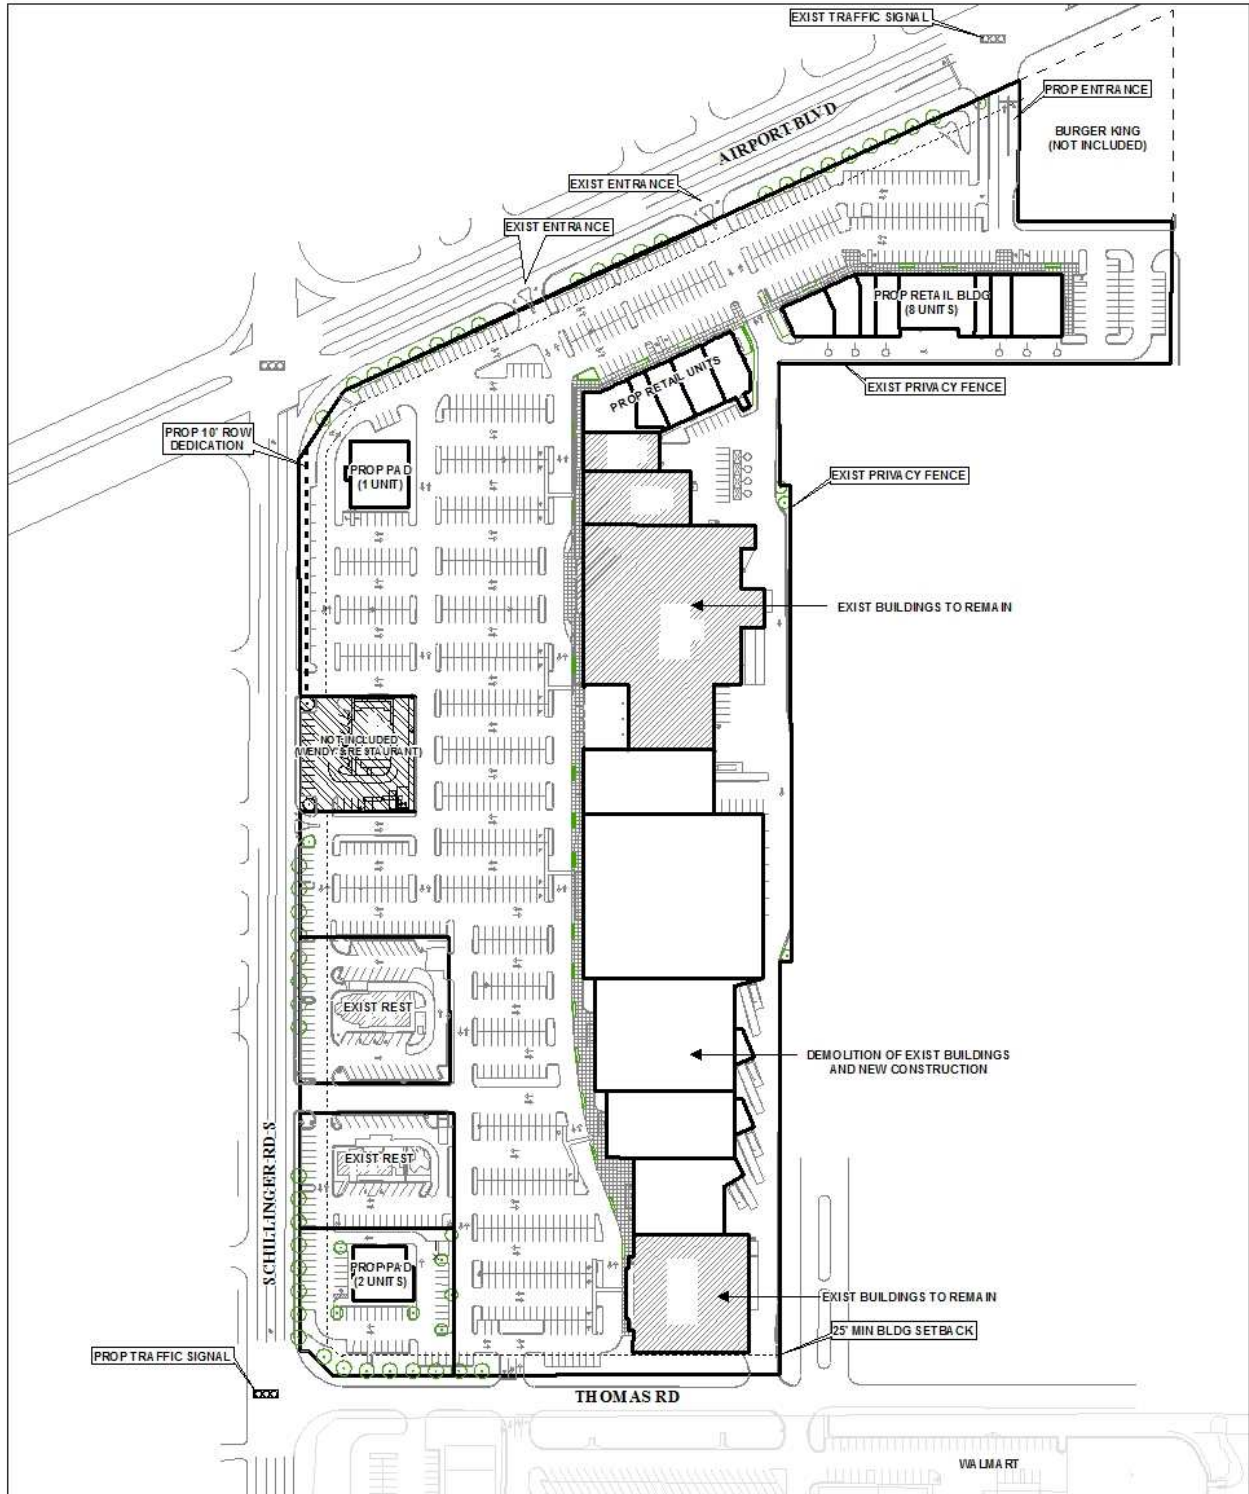 EXIST TRAFFIC SIGNAL
PROP ENTRANCE
BURGER KING
(NOT INCLUDED)
AIRPORT BLVD
EXIST ENTRANCE
EXIST ENTRANCE
PROP RETAIL BLDG
(8 UNITS)
PROP RETAIL UNITS
EXIST PRIVACY FENCE
PROP 10' ROW
DEDICATION
PROP PAD
(1 UNIT)
EXIST PRIVACY FENCE
EXIST BUILDINGS TO REMAIN
NOT INCLUDED
(WENDY'S RESTAURANT)
EXIST REST
DEMOLITION OF EXIST BUILDINGS
AND NEW CONSTRUCTION
EXIST REST
SCHILLINGER RD S
PROP PAD
(2 UNITS)
EXIST BUILDINGS TO REMAIN
25' MIN BLDG SETBACK
PROP TRAFFIC SIGNAL
THOMAS RD
WALMART